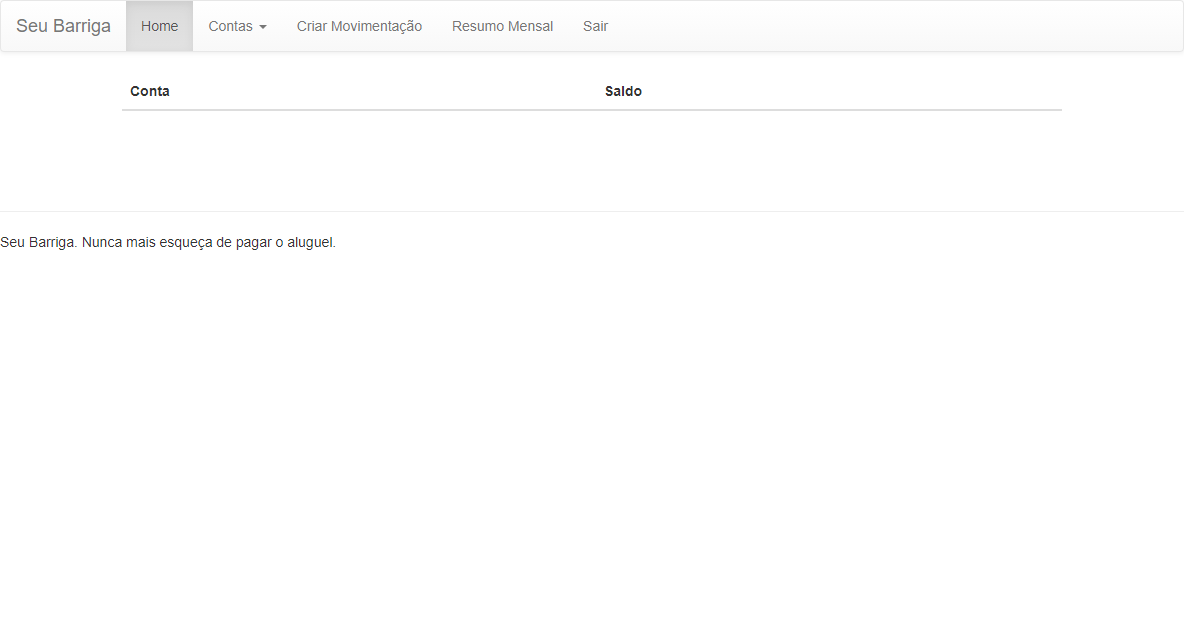 Seu Barriga Home Contas Criar Movimentação Resumo Mensal Sair
Conta Saldo
Seu Barriga. Nunca mais esqueça de pagar o aluguel.